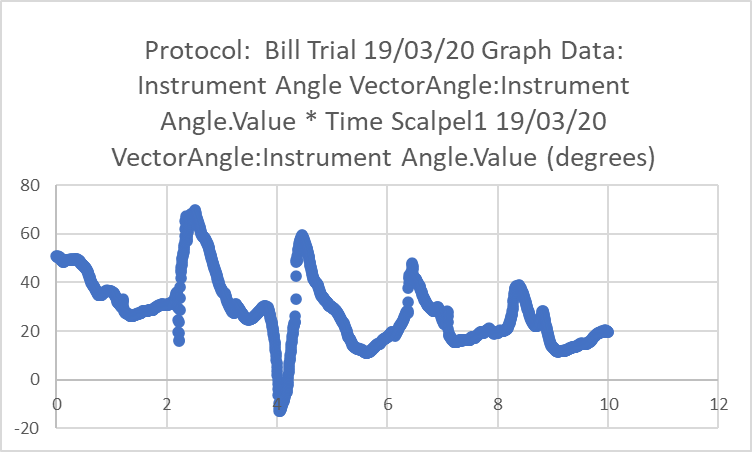 Protocol:  Bill Trial 19/03/20 Graph Data:
Instrument Angle VectorAngle:Instrument
Angle.Value * Time Scalpel1 19/03/20
VectorAngle:Instrument Angle.Value (degrees)
80
60
40
20
0
-20
0 2 4 6 8 10 12